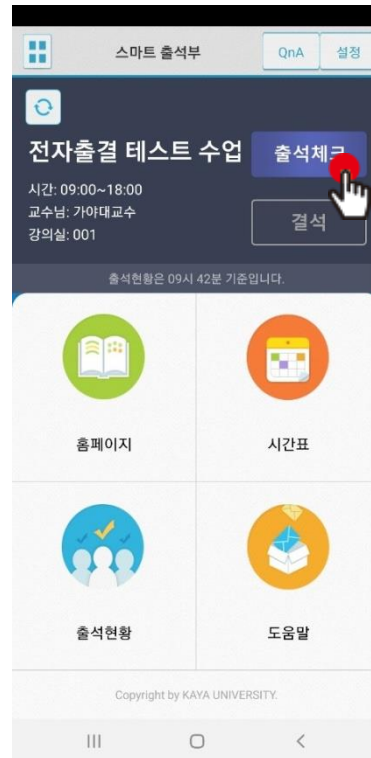 스마트 출석부
QnA
설정
전자출결 테스트 수업
출석체크
시간: 09:00~18:00
교수님: 가야대교수
강의실: 001
결석
출석현황은 09시 42분 기준입니다.
홈페이지
시간표
출석현황
도움말
Copyright by KAYA UNIVERSITY.